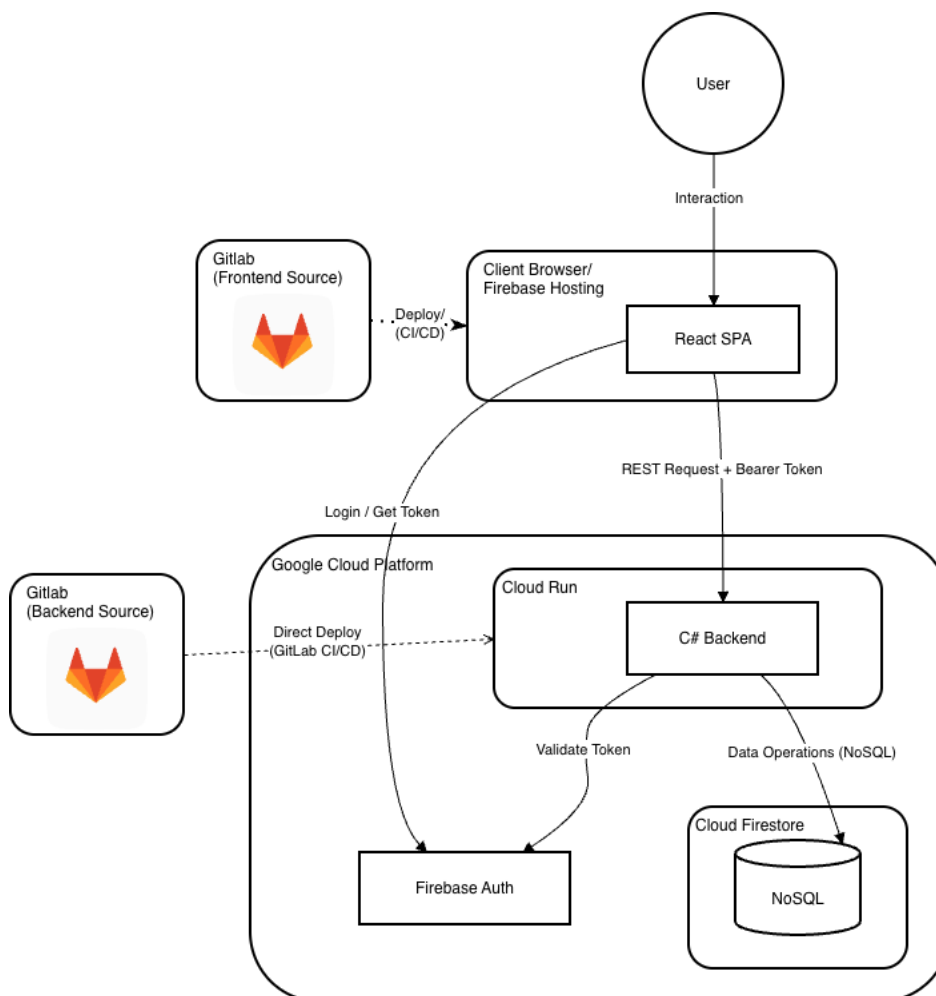 User
Interaction
Gitlab
(Frontend Source)
Client Browser/
Firebase Hosting
Deploy/
(CI/CD)
React SPA
REST Request + Bearer Token
Login / Get Token
Google Cloud Platform
Gitlab
(Backend Source)
Cloud Run
Direct Deploy
(GitLab CI/CD)
C# Backend
Validate Token
Data Operations (NoSQL)
Cloud Firestore
Firebase Auth
NoSQL